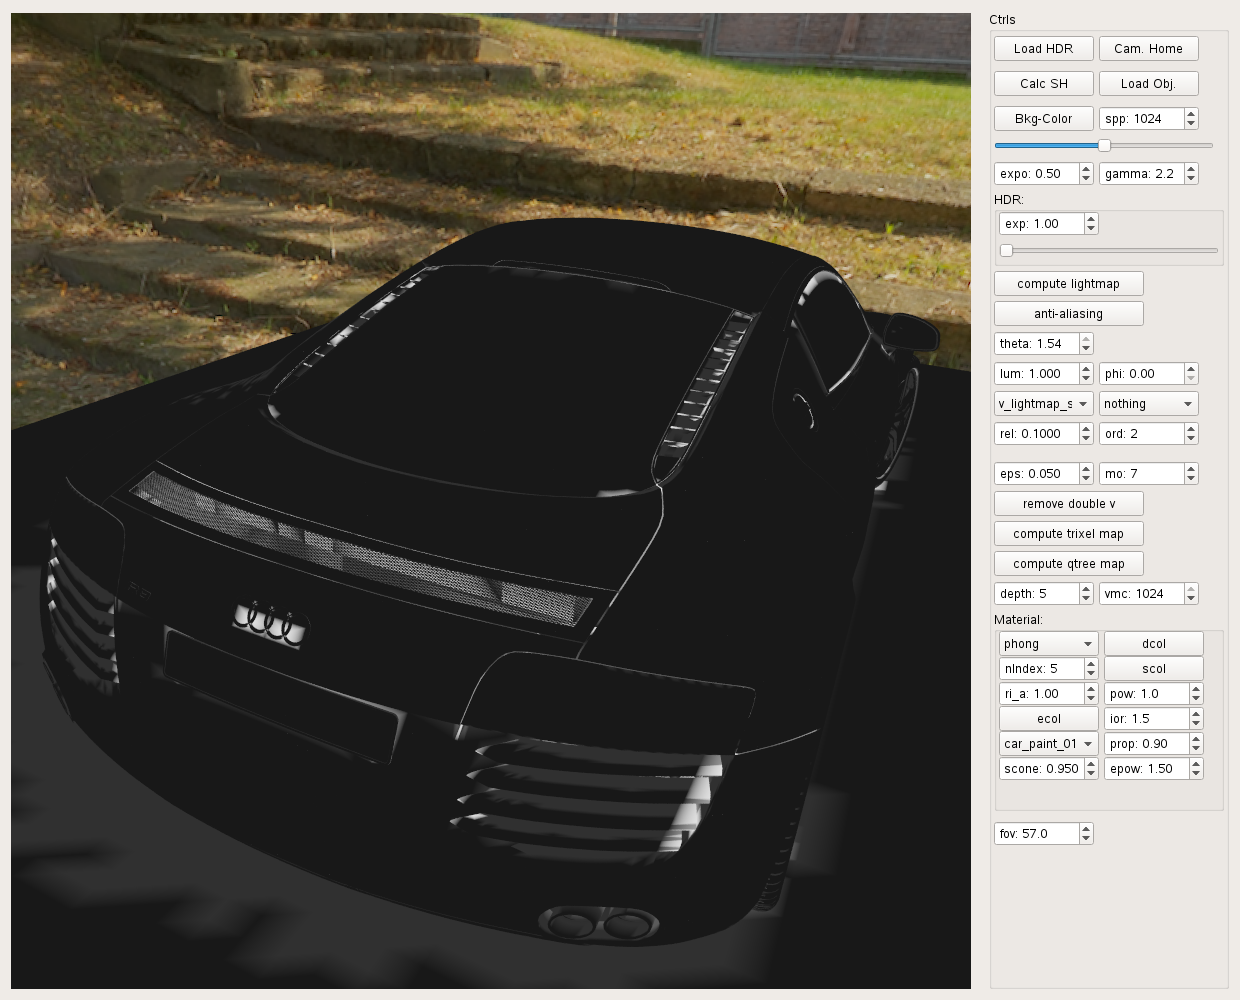 Ctrls
Load HDR Cam. Home
Calc SH Load Obj.
Bkg-Color spp: 1024
expo: 0.50 gamma: 2.2
HDR:
exp: 1.00
compute lightmap
anti-aliasing
theta: 1.54
lum: 1.000 phi: 0.00
v_lightmap_s nothing
rel: 0.1000 ord: 2
eps: 0.050 mo: 7
remove double v
compute trixel map
compute qtree map
depth: 5 vmc: 1024
Material:
phong dcol
nIndex: 5 scol
ri_a: 1.00 pow: 1.0
ecol ior: 1.5
car_paint_01 prop: 0.90
scone: 0.950 epow: 1.50
fov: 57.0